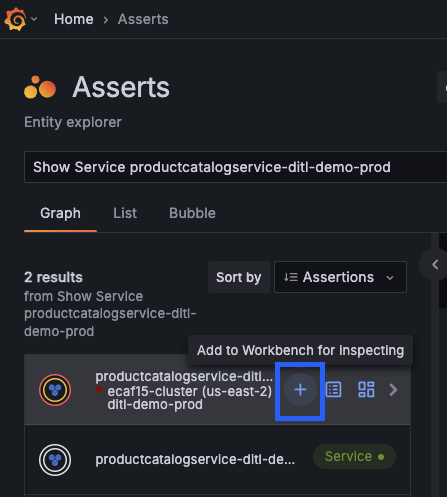 Home › Asserts
Asserts
Entity explorer
Show Service productcatalogservice-ditl-demo-prod
Graph List Bubble
2 results
from Show Service
productcatalogservice-ditl-
demo-prod
Sort by Assertions
Add to Workbench for inspecting
productcatalogservice-ditl...
ecaf15-cluster (us-east-2)
ditl-demo-prod
productcatalogservice-ditl-de...
Service